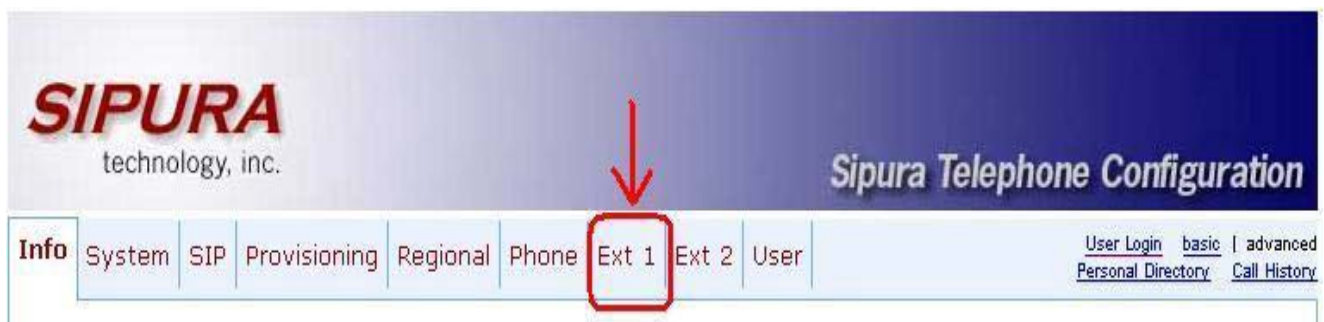 SIPURA
technology, inc.
Sipura Telephone Configuration
Info System SIP Provisioning Regional Phone Ext 1 Ext 2 User
User Login basic | advanced
Personal Directory Call History